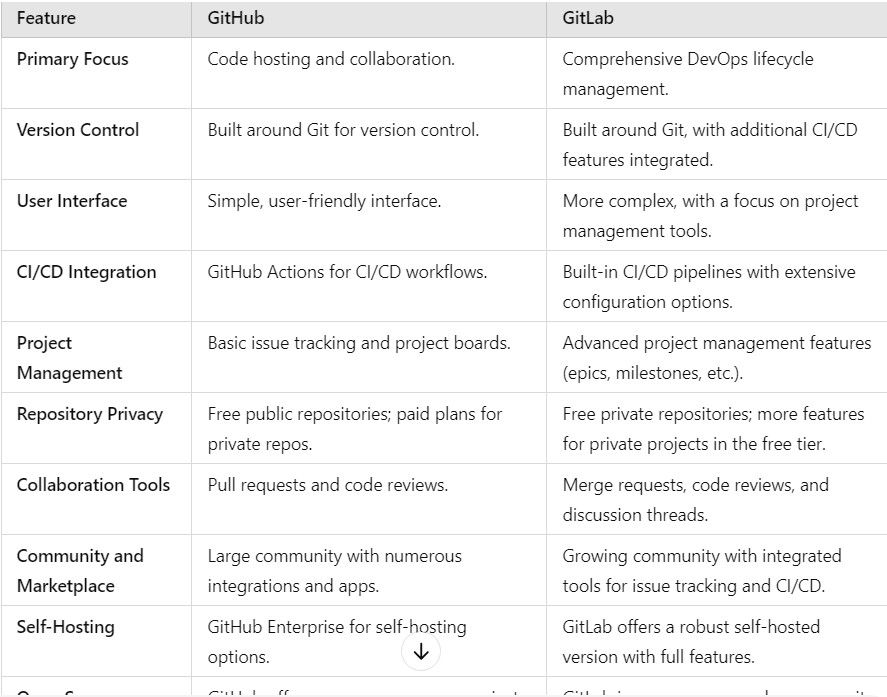 Feature GitHub GitLab
Primary Focus Code hosting and collaboration. Comprehensive DevOps lifecycle
management.
Version Control Built around Git for version control. Built around Git, with additional CI/CD
features integrated.
User Interface Simple, user-friendly interface. More complex, with a focus on project
management tools.
CI/CD Integration GitHub Actions for CI/CD workflows. Built-in CI/CD pipelines with extensive
configuration options.
Project Basic issue tracking and project boards. Advanced project management features
Management (epics, milestones, etc.).
Repository Privacy Free public repositories; paid plans for Free private repositories; more features
private repos. for private projects in the free tier.
Collaboration Tools Pull requests and code reviews. Merge requests, code reviews, and
discussion threads.
Community and Large community with numerous Growing community with integrated
Marketplace integrations and apps. tools for issue tracking and CI/CD.
Self-Hosting GitHub Enterprise for self-hosting GitLab offers a robust self-hosted
options. version with full features.